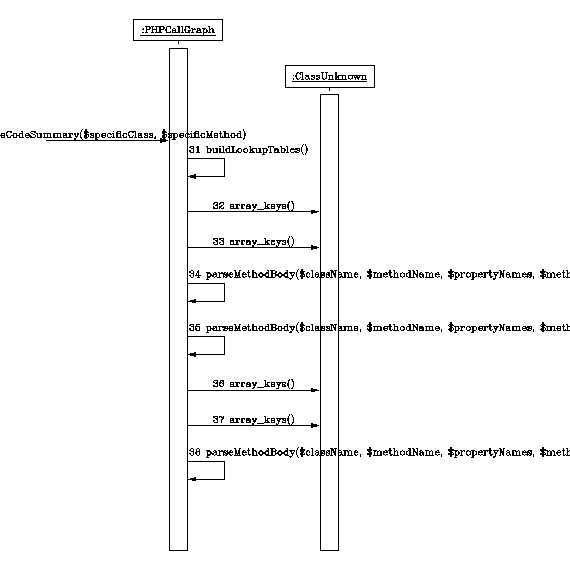 :PHPCallGraph
:ClassUnknown
eCodeSummary($specificClass, $specificMethod)
31 buildLookupTables()
32 array_keys()
33 array_keys()
34 parseMethodBody($className, $methodName, $propertyNames, $meth
35 parseMethodBody($className, $methodName, $propertyNames, $meth
36 array_keys()
37 array_keys()
38 parseMethodBody($className, $methodName, $propertyNames, $meth